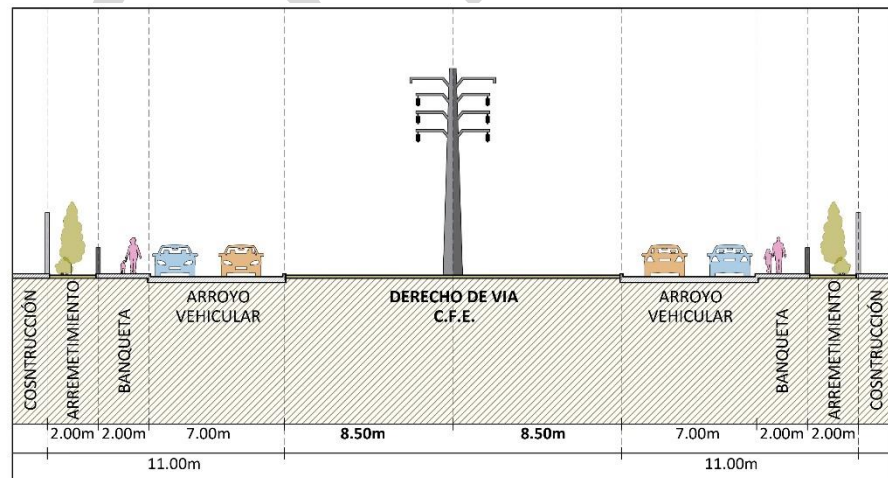 COSNTRUCCIÓN
ARREMETIMIENTO
BANQUETA
ARROYO
VEHICULAR
DERECHO DE VIA
C.F.E.
ARROYO
VEHICULAR
BANQUETA
ARREMETIMIENTO
COSNTRUCCIÓN
2.00m 2.00m 7.00m 8.50m 8.50m 7.00m 2.00m 2.00m
11.00m 11.00m